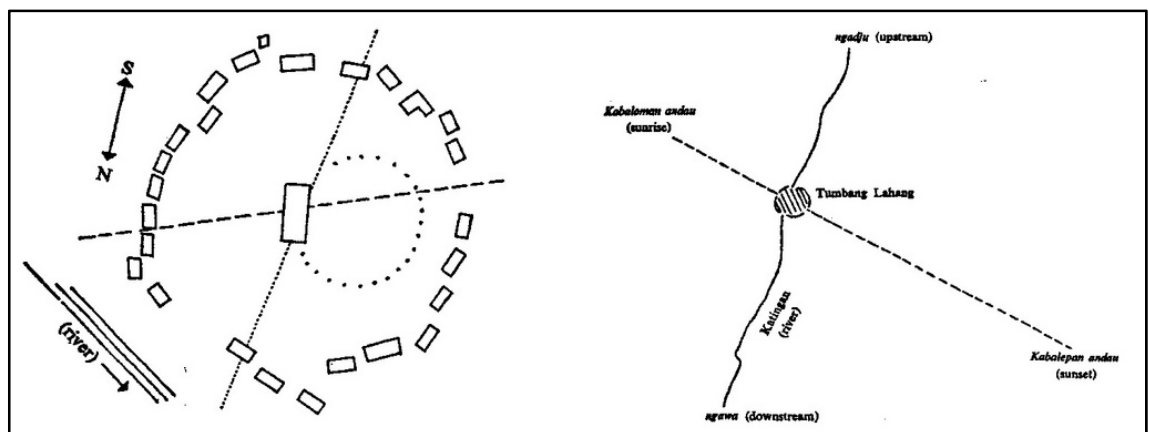 S
N
(river)
ngadju (upstream)
Kabaloman andau
(sunrise)
Tumbang Lahang
Katingan
(river)
Kabalepan andau
(sunset)
ngawa (downstream)